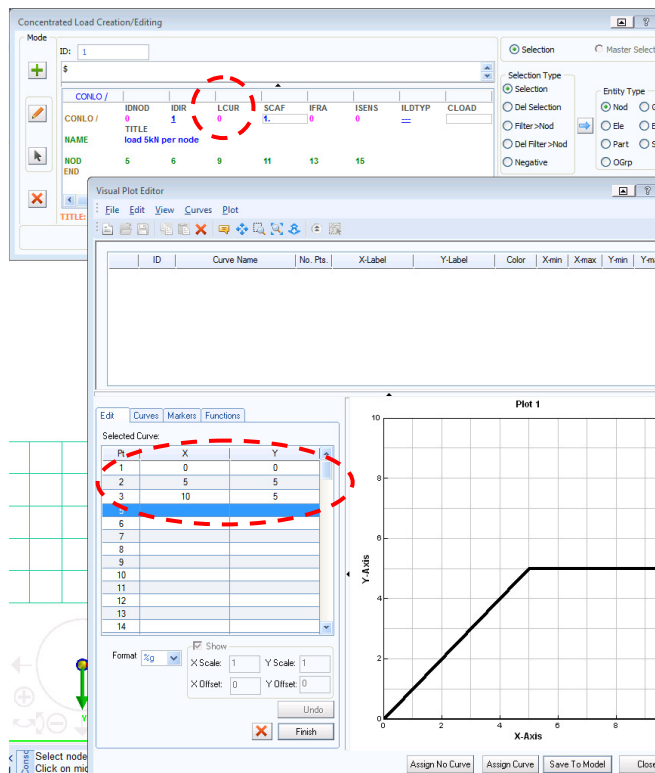 Concentrated Load Creation/Editing
Mode
ID: 1
$
CONLO /
IDNOD IDIR LCUR SCAF IFRA ISENS ILDTYP CLOAD
CONLO / 0 1 0 1. 0 0 ---
TITLE
NAME load 5kN per node
NOD 5 6 9 11 13 15
END
TITLE:
Selection
Master Select
Selection Type
Selection
Del Selection
Filter>Nod
Del Filter>Nod
Negative
Entity Type
Nod
Ele
Part
OGrp
Visual Plot Editor
File Edit View Curves Plot
ID Curve Name No. Pts. X-Label Y-Label Color X-min X-max Y-min Y-ma
Edit Curves Markers Functions
Selected Curve:
Pt X Y
1 0 0
2 5 5
3 10 5
6
7
8
9
10
11
12
13
14
Format %g
Show
X Scale: 1 Y Scale: 1
X Offset: 0 Y Offset: 0
Undo
Finish
Plot 1
10
8
6
4
2
0
Y-Axis
0 2 4 6 8
X-Axis
Assign No Curve Assign Curve Save To Model Close
Y
Consc
Select node
Click on mid